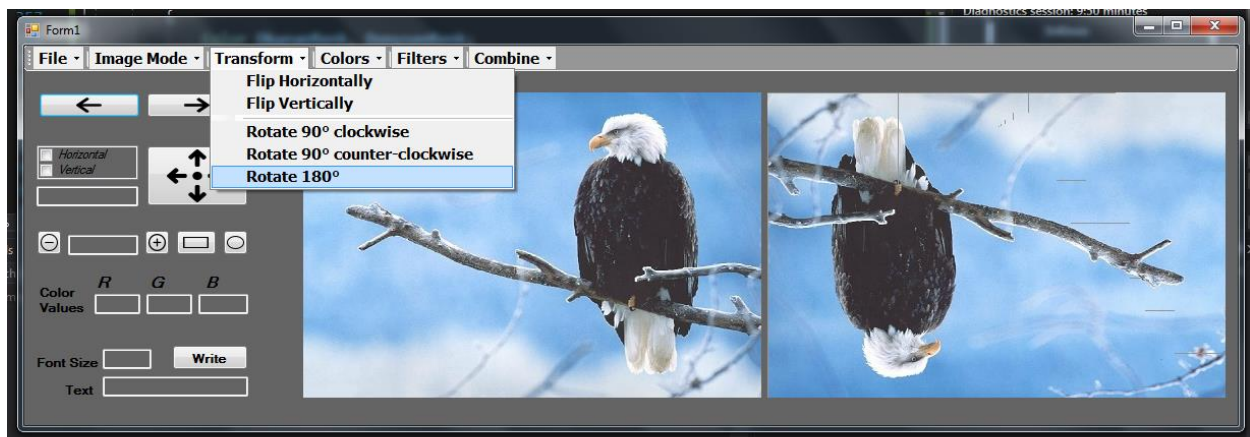 Diagnostics session: 9:50 minutes
Form1
File Image Mode Transform Colors Filters Combine
Flip Horizontally
Flip Vertically
Rotate 90° clockwise
Rotate 90° counter-clockwise
Rotate 180°
Horizontal
Vertical
R G B
Color
Values
Font Size Write
Text